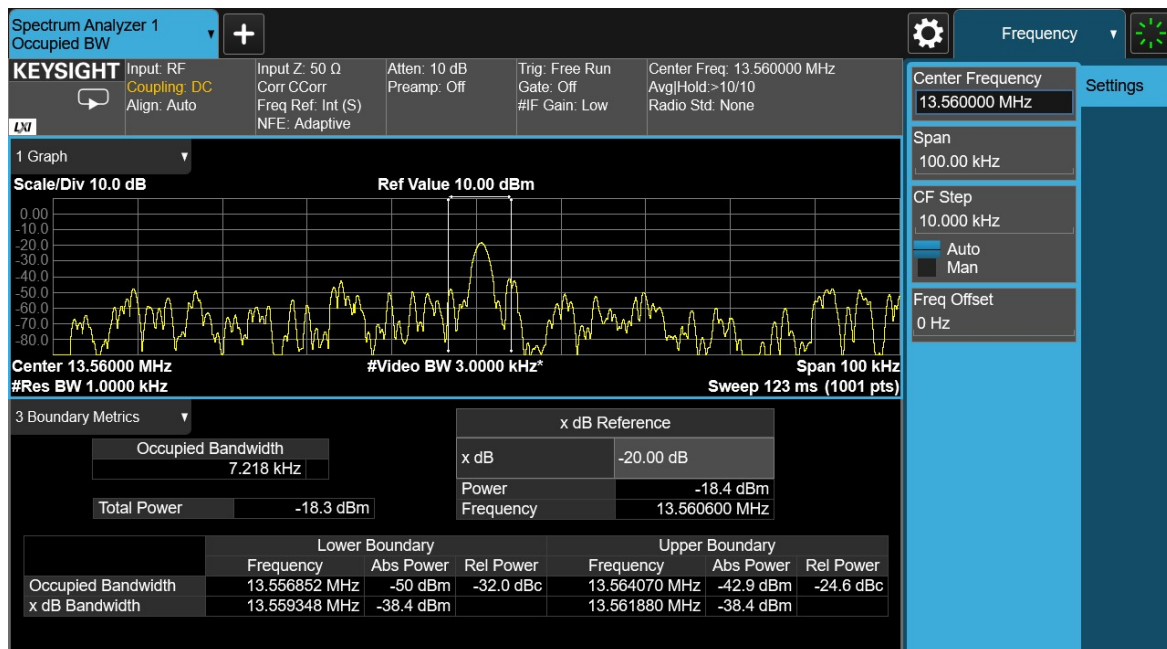 Spectrum Analyzer 1
Occupied BW
+
Frequency
KEYSIGHT
LXI
Input: RF
Coupling: DC
Align: Auto
Input Z: 50 Ω
Corr CCorr
Freq Ref: Int (S)
NFE: Adaptive
Atten: 10 dB
Preamp: Off
Trig: Free Run
Gate: Off
#IF Gain: Low
Center Freq: 13.560000 MHz
Avg|Hold:>10/10
Radio Std: None
Center Frequency
13.560000 MHz
Settings
Span
100.00 kHz
CF Step
10.000 kHz
Auto
Man
Freq Offset
0 Hz
1 Graph
Scale/Div 10.0 dB Ref Value 10.00 dBm
0.00
-10.0
-20.0
-30.0
-40.0
-50.0
-60.0
-70.0
-80.0
Center 13.56000 MHz #Video BW 3.0000 kHz* Span 100 kHz
#Res BW 1.0000 kHz Sweep 123 ms (1001 pts)
3 Boundary Metrics
Occupied Bandwidth
7.218 kHz
Total Power -18.3 dBm
x dB Reference
x dB -20.00 dB
Power -18.4 dBm
Frequency 13.560600 MHz
Lower Boundary Upper Boundary
Frequency Abs Power Rel Power Frequency Abs Power Rel Power
Occupied Bandwidth 13.556852 MHz -50 dBm -32.0 dBc 13.564070 MHz -42.9 dBm -24.6 dBc
x dB Bandwidth 13.559348 MHz -38.4 dBm 13.561880 MHz -38.4 dBm